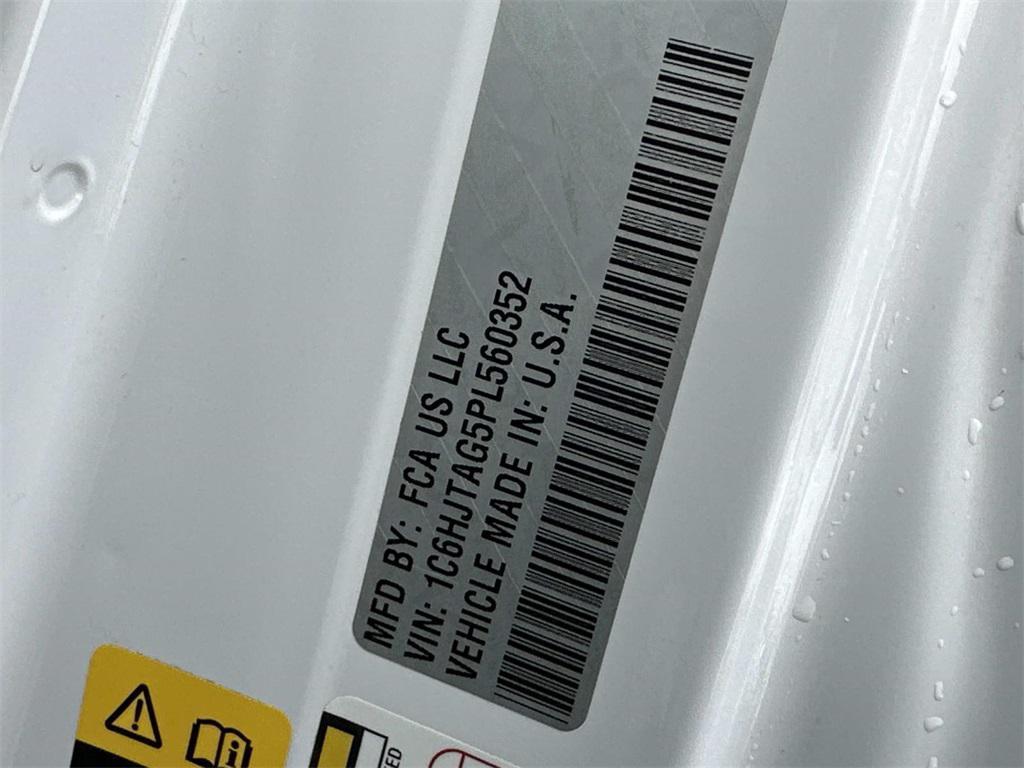 MFD BY: FCA US LLC
VIN: 1C6HJTAG5PL560352
VEHICLE MADE IN: U.S.A.